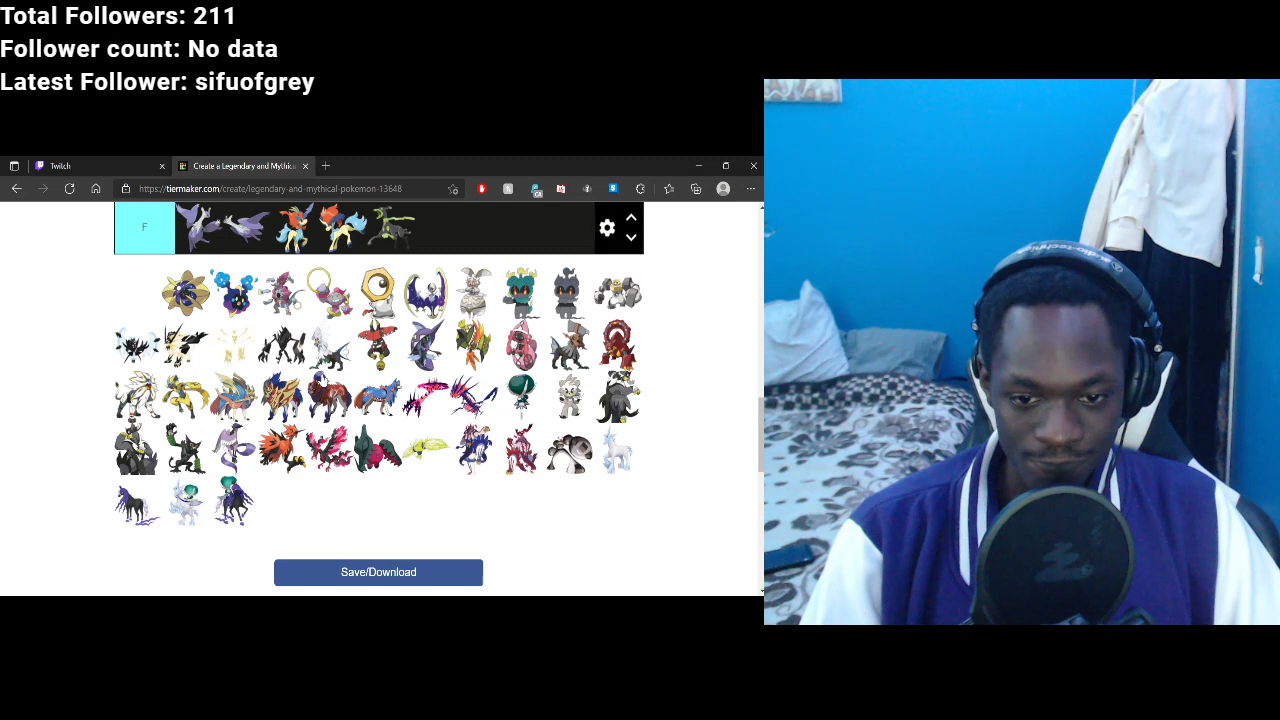 Total Followers: 211
Follower count: No data
Latest Follower: sifuofgrey
Twitch
Create a Legendary and Mythica
https://tiermaker.com/create/legendary-and-mythical-pokemon-13648
F
Save/Download